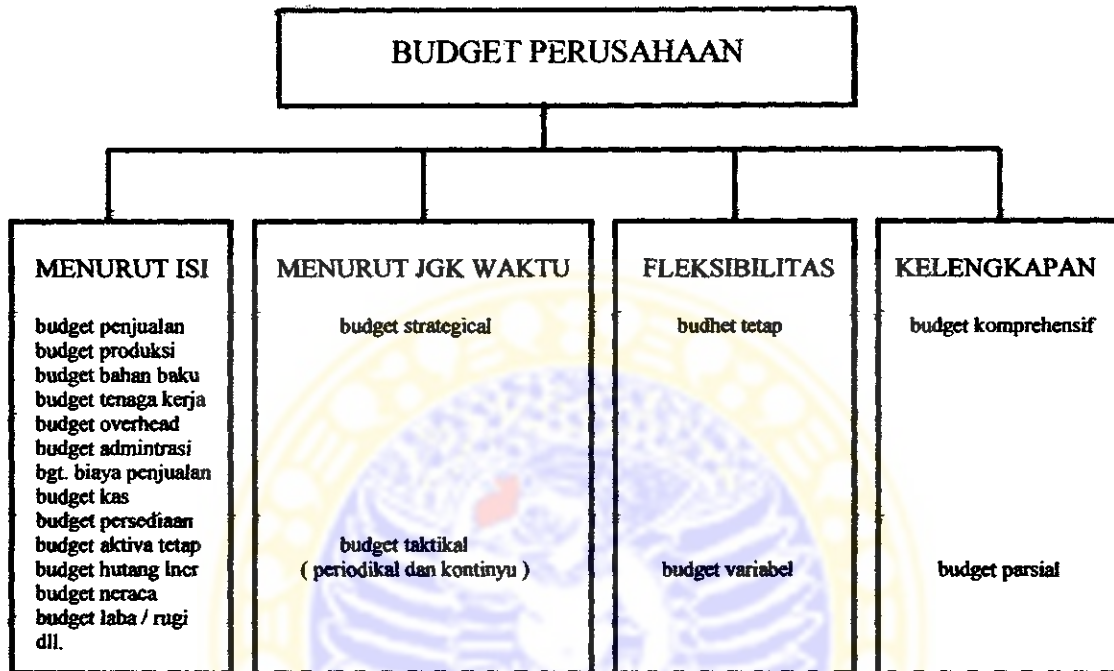 BUDGET PERUSAHAAN
MENURUT ISI
budget penjualan
budget produksi
budget bahan baku
budget tenaga kerja
budget overhead
budget admintrasi
bgt. biaya penjualan
budget kas
budget persediaan
budget aktiva tetap
budget hutang lncr
budget neraca
budget laba / rugi
dll.
MENURUT JGK WAKTU
budget strategical
budget taktikal
( periodikal dan kontinyu )
FLEKSIBILITAS
budhet tetap
budget variabel
KELENGKAPAN
budget komprehensif
budget parsial